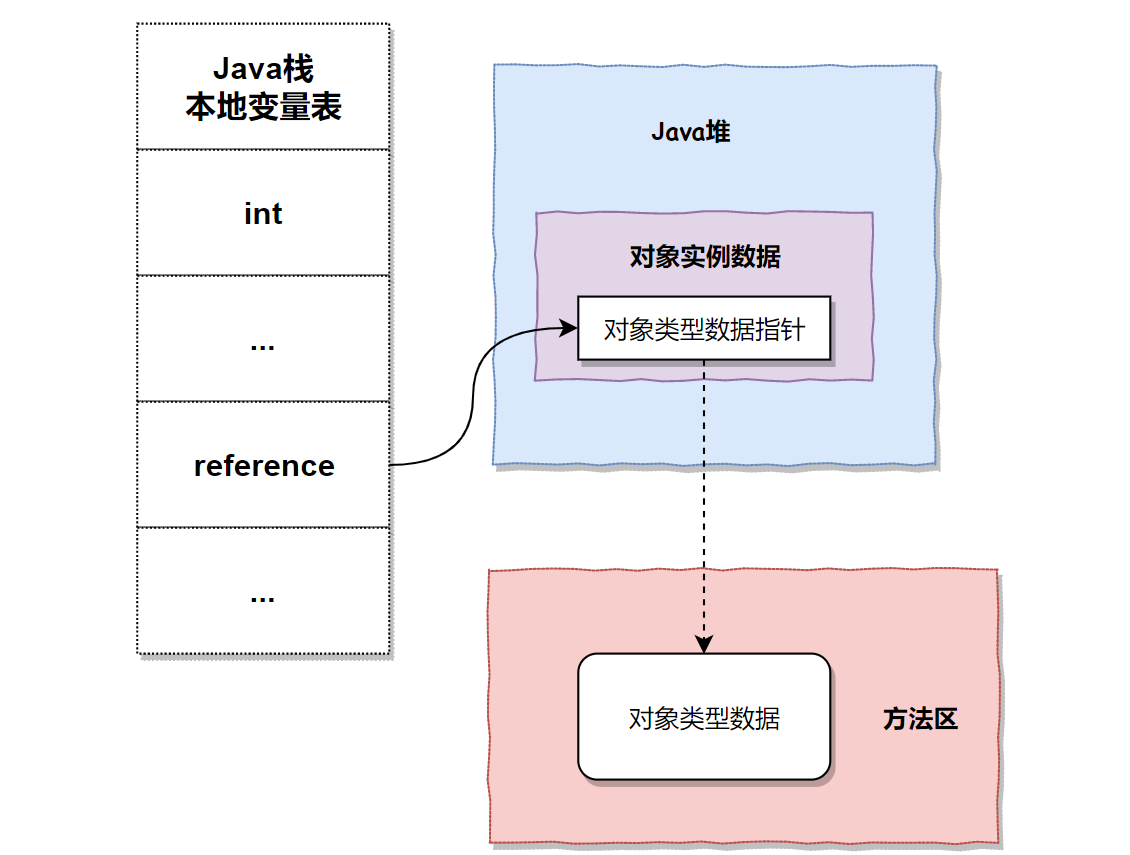 Java栈
本地变量表
int
...
reference
...
Java堆
对象实例数据
对象类型数据指针
对象类型数据
方法区